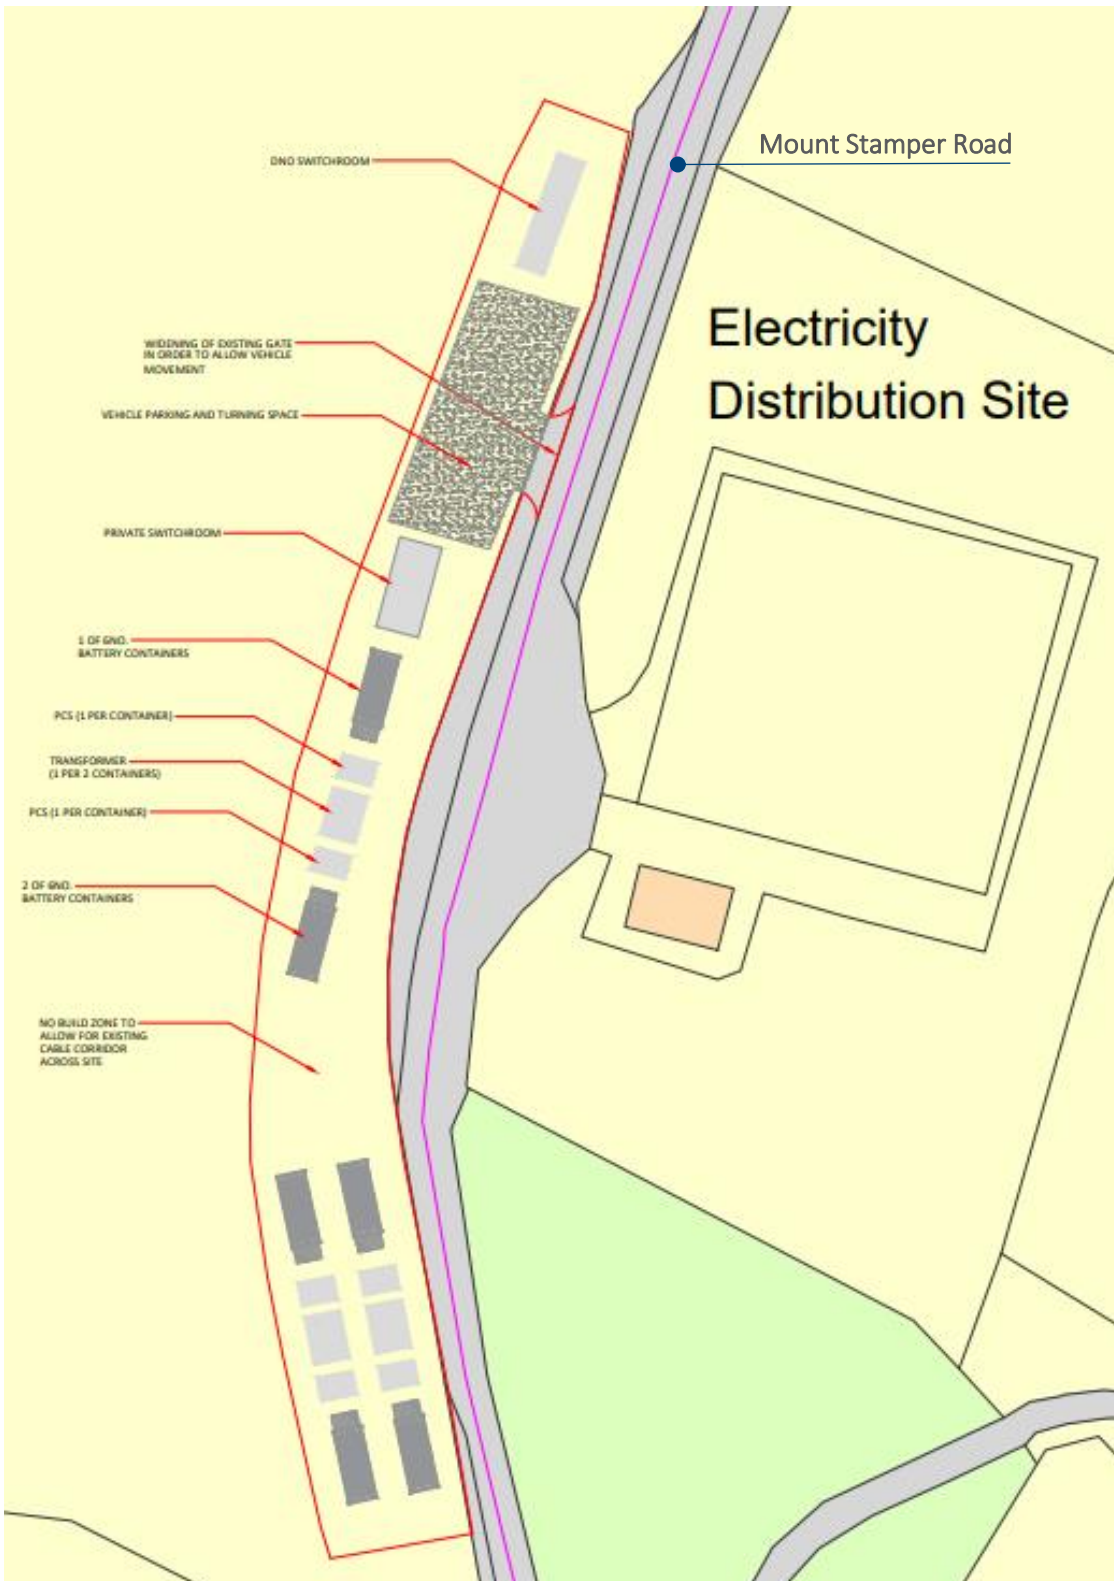 Mount Stamper Road
DNO SWITCHROOM
Electricity
Distribution Site
WIDENING OF EXISTING GATE
IN ORDER TO ALLOW VEHICLE
MOVEMENT
VEHICLE PARKING AND TURNING SPACE
PRIVATE SWITCHROOM
1 OF 6NO.
BATTERY CONTAINERS
PCS (1 PER CONTAINER)
TRANSFORMER
(1 PER 2 CONTAINERS)
PCS (1 PER CONTAINER)
2 OF 6NO.
BATTERY CONTAINERS
NO BUILD ZONE TO
ALLOW FOR EXISTING
CABLE CORRIDOR
ACROSS SITE